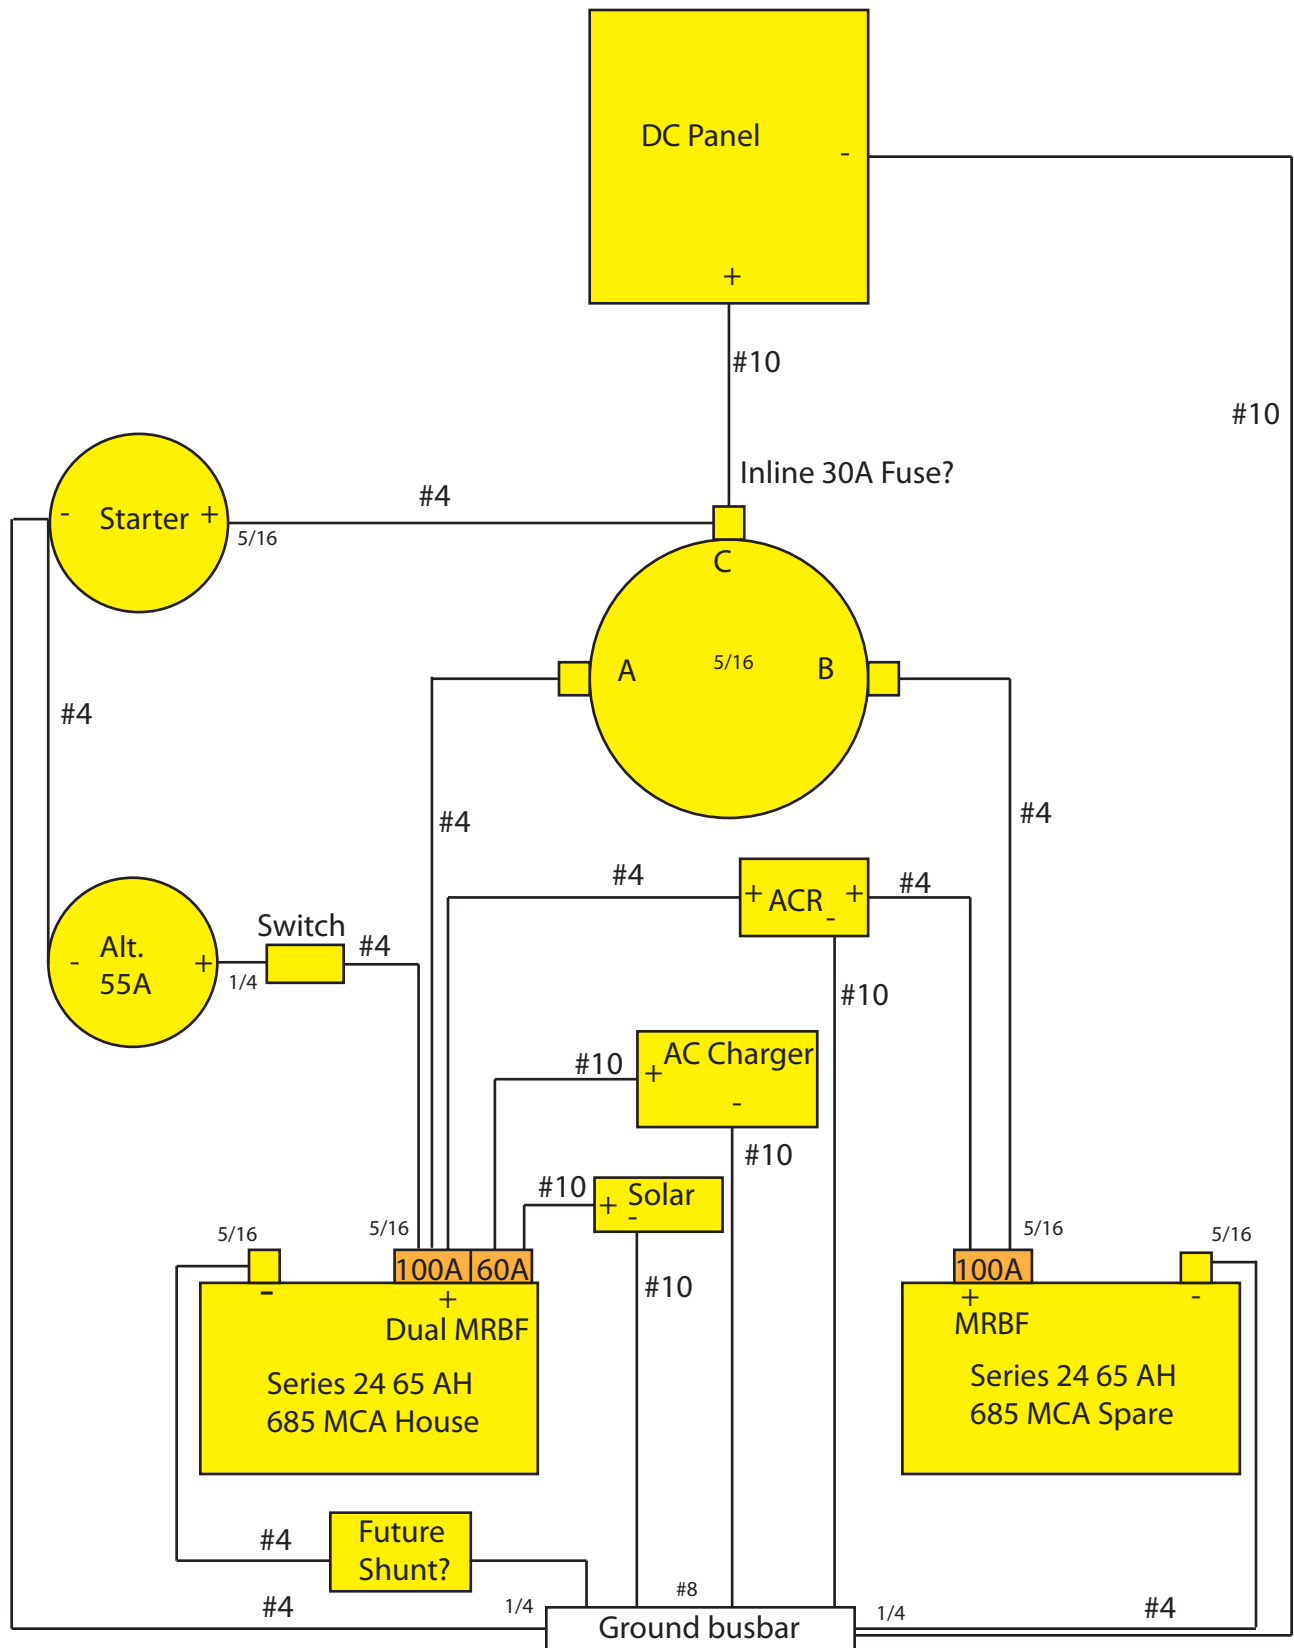 DC Panel
-
+
#10
#10
Inline 30A Fuse?
#4
- Starter +
5/16
C
A
5/16
B
#4
#4
#4
#4
#4
+ ACR +
-
Switch
#4
- Alt. +
55A
1/4
#10
AC Charger
+
-
#10
#10
#10
Solar
+
-
#10
5/16
5/16
5/16
5/16
-
100A
60A
+
Dual MRBF
Series 24 65 AH
685 MCA House
100A
+
-
MRBF
Series 24 65 AH
685 MCA Spare
Future
Shunt?
#4
#4
1/4
#8
1/4
#4
Ground busbar